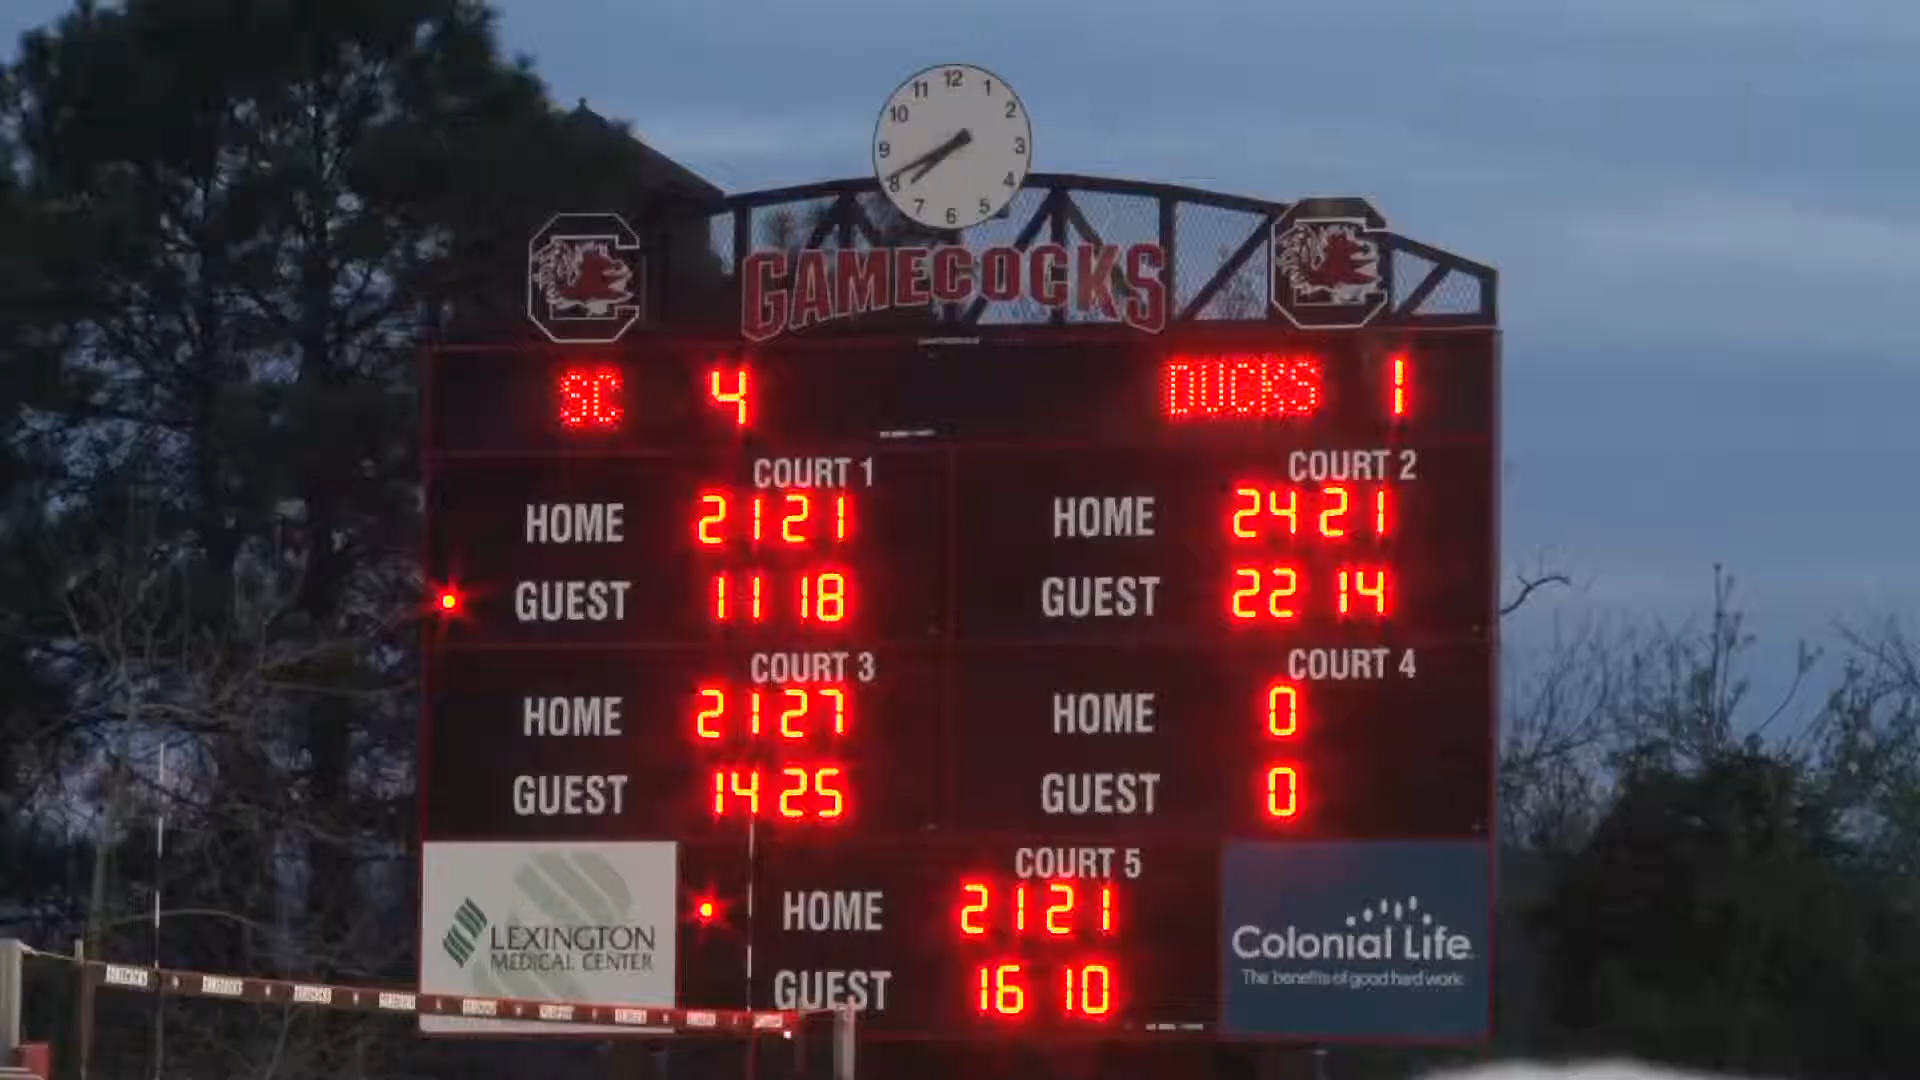 12
11 1
10 2
9 3
8 4
7 6 5
GAMECOCKS
SC 4 DUCKS 1
COURT 1
HOME 21 21
GUEST 11 18
COURT 2
HOME 24 21
GUEST 22 14
COURT 3
HOME 21 27
GUEST 14 25
COURT 4
HOME 0
GUEST 0
LEXINGTON
MEDICAL CENTER
COURT 5
HOME 21 21
GUEST 16 10
Colonial Life
The benefits of good hard work.